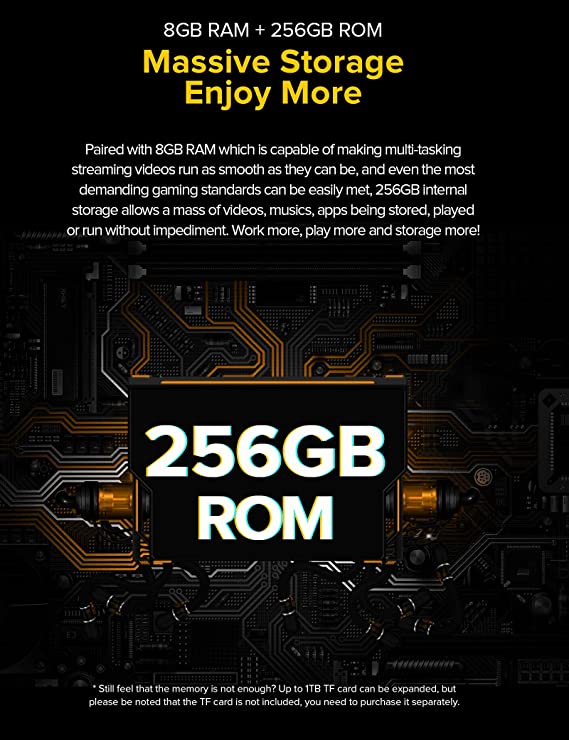 8GB RAM + 256GB ROM
Massive Storage
Enjoy More
Paired with 8GB RAM which is capable of making multi-tasking
streaming videos run as smooth as they can be, and even the most
demanding gaming standards can be easily met, 256GB internal
storage allows a mass of videos, musics, apps being stored, played
or run without impediment. Work more, play more and storage more!
256GB
ROM
* Still feel that the memory is not enough? Up to 1TB TF card can be expanded, but
please be noted that the TF card is not included, you need to purchase it separately.